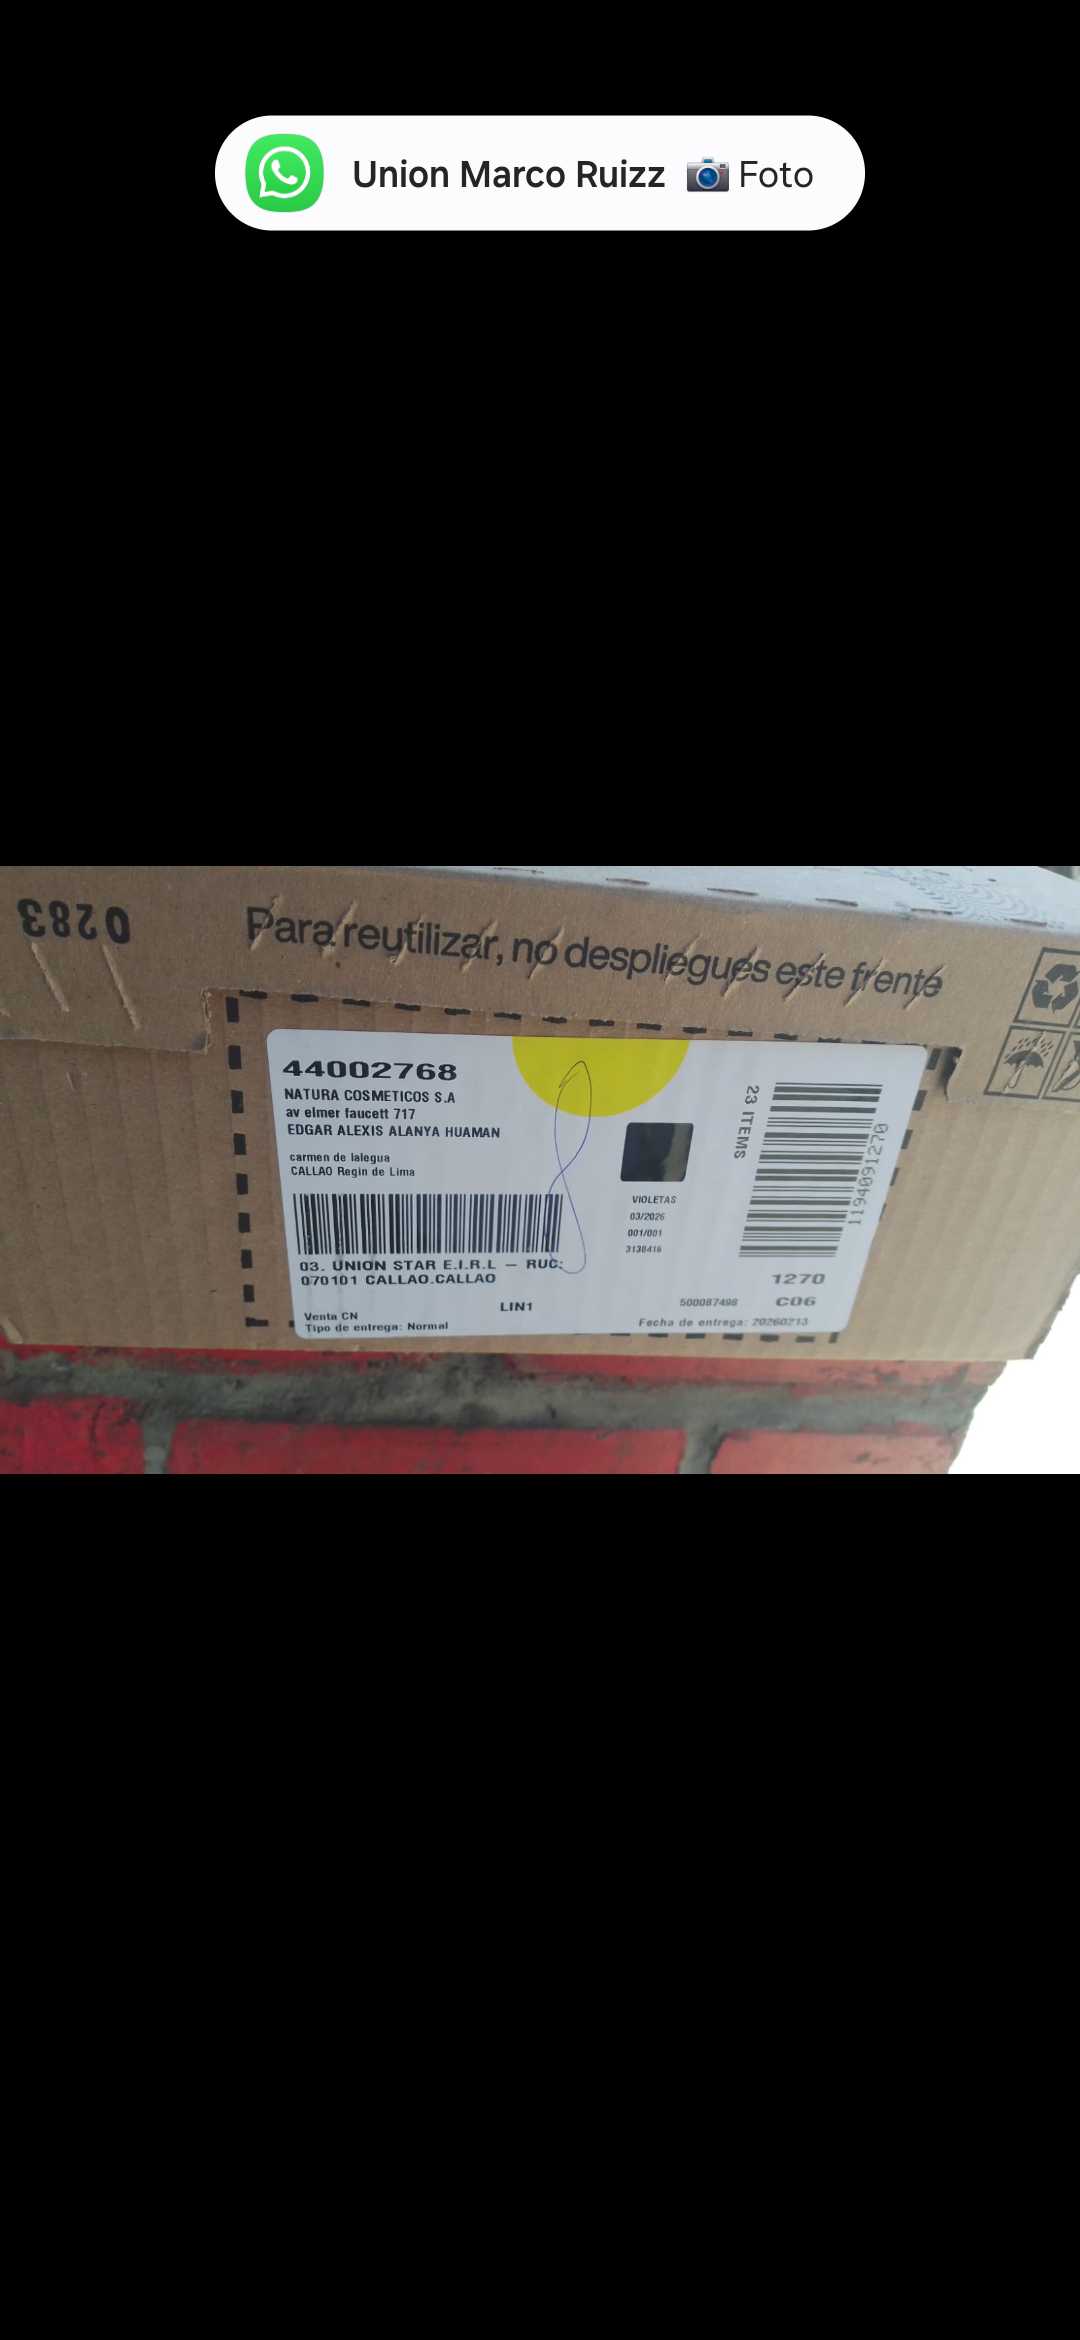 Union Marco Ruizz 📷 Foto
0283
Para reutilizar, no despliegues este frente
44002768
NATURA COSMETICOS S.A
av elmer faucett 717
EDGAR ALEXIS ALANYA HUAMAN
carmen de lalegua
CALLAO Regin de Lima
03. UNION STAR E.I.R.L – RUC:
070101 CALLAO.CALLAO
LIN1
Venta CN
Tipo de entrega: Normal
VIOLETAS
03/2026
001/001
3138416
23 ITEMS
1194091270
1270
500087498 C06
Fecha de entrega: 20260213